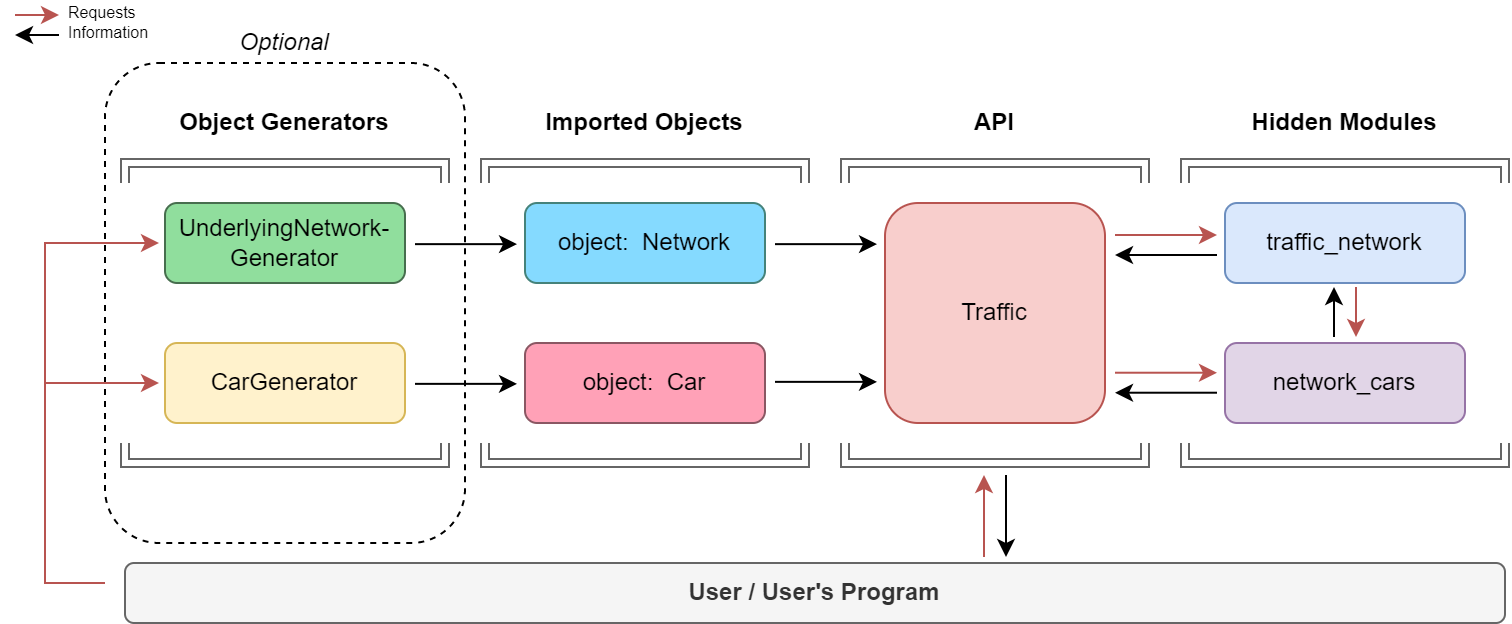 Requests
Information
Optional
Object Generators
Imported Objects
API
Hidden Modules
UnderlyingNetwork-
Generator
object:  Network
Traffic
traffic_network
CarGenerator
object:  Car
network_cars
User / User's Program